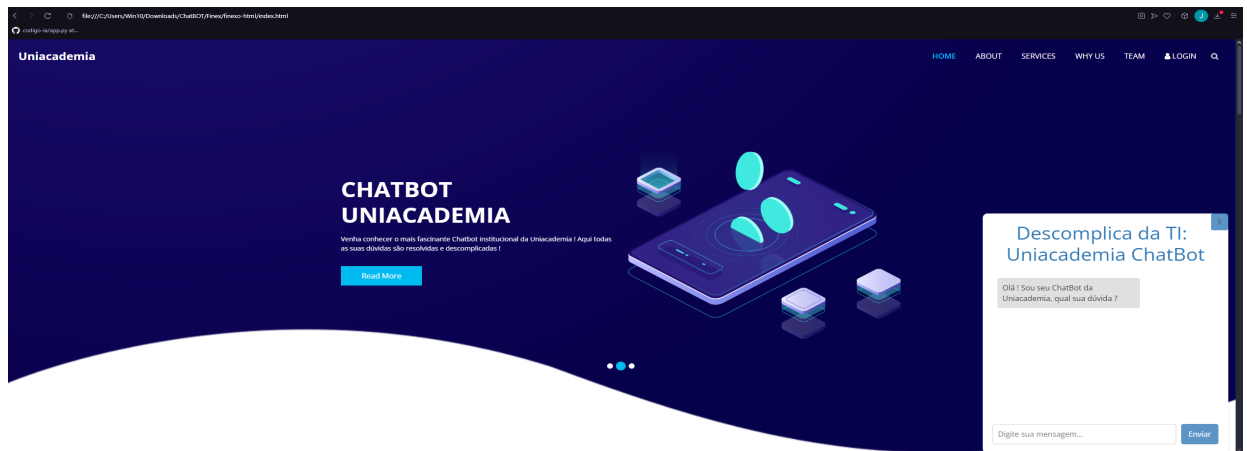 file:///C:/Users/Win10/Downloads/ChatBOT/Finex/finexo-html/index.html
J
codigo-ia/app.py at...
Uniacademia
HOME ABOUT SERVICES WHY US TEAM LOGIN
CHATBOT
UNIACADEMIA
Venha conhecer o mais fascinante Chatbot institucional da Uniacademia ! Aqui todas
as suas dúvidas são resolvidas e descomplicadas !
Read More
X
Descomplica da TI:
Uniacademia ChatBot
Olá ! Sou seu ChatBot da
Uniacademia, qual sua dúvida ?
Digite sua mensagem...
Enviar